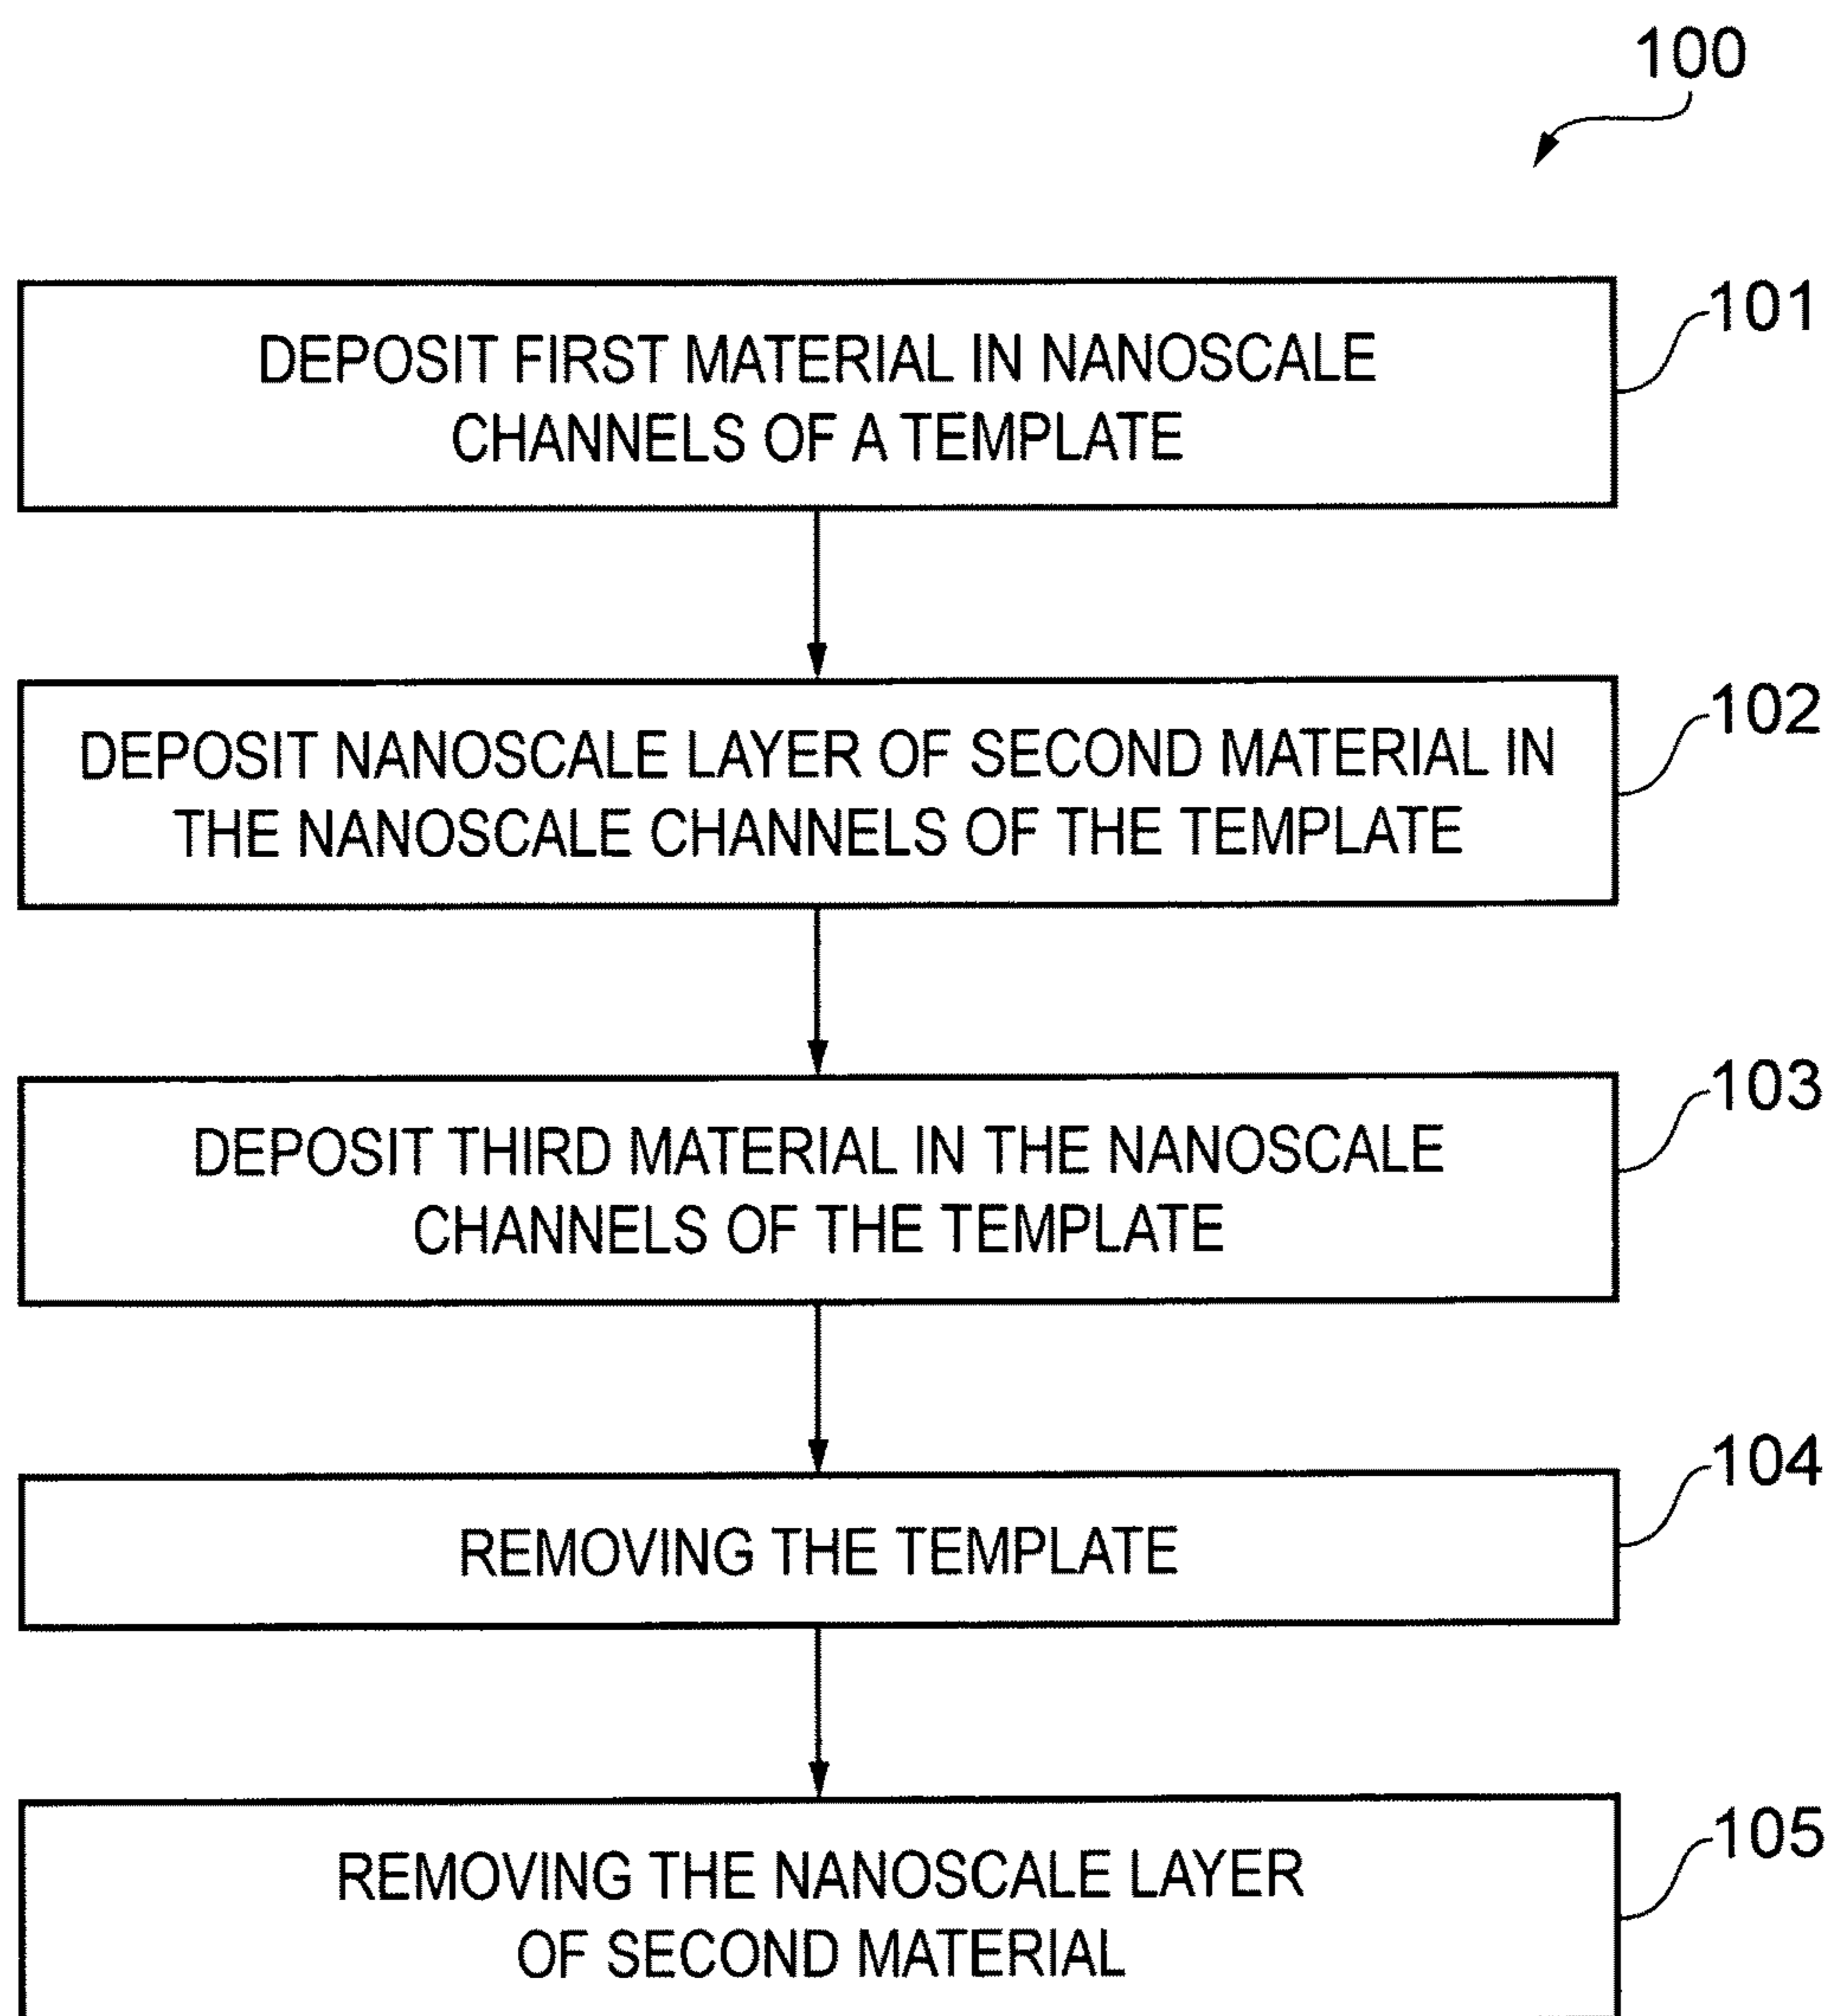 100
DEPOSIT FIRST MATERIAL IN NANOSCALE
CHANNELS OF A TEMPLATE
101
DEPOSIT NANOSCALE LAYER OF SECOND MATERIAL IN
THE NANOSCALE CHANNELS OF THE TEMPLATE
102
DEPOSIT THIRD MATERIAL IN THE NANOSCALE
CHANNELS OF THE TEMPLATE
103
REMOVING THE TEMPLATE
104
REMOVING THE NANOSCALE LAYER
OF SECOND MATERIAL
105